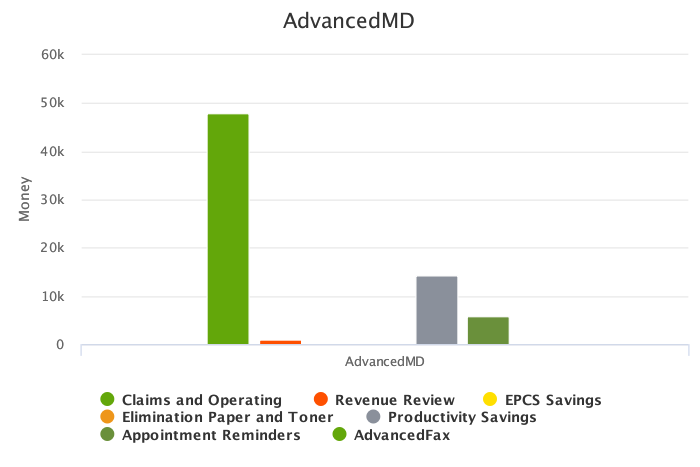 AdvancedMD
60k
50k
40k
30k
20k
10k
0
Money
AdvancedMD
Claims and Operating Revenue Review EPCS Savings
Elimination Paper and Toner Productivity Savings
Appointment Reminders AdvancedFax